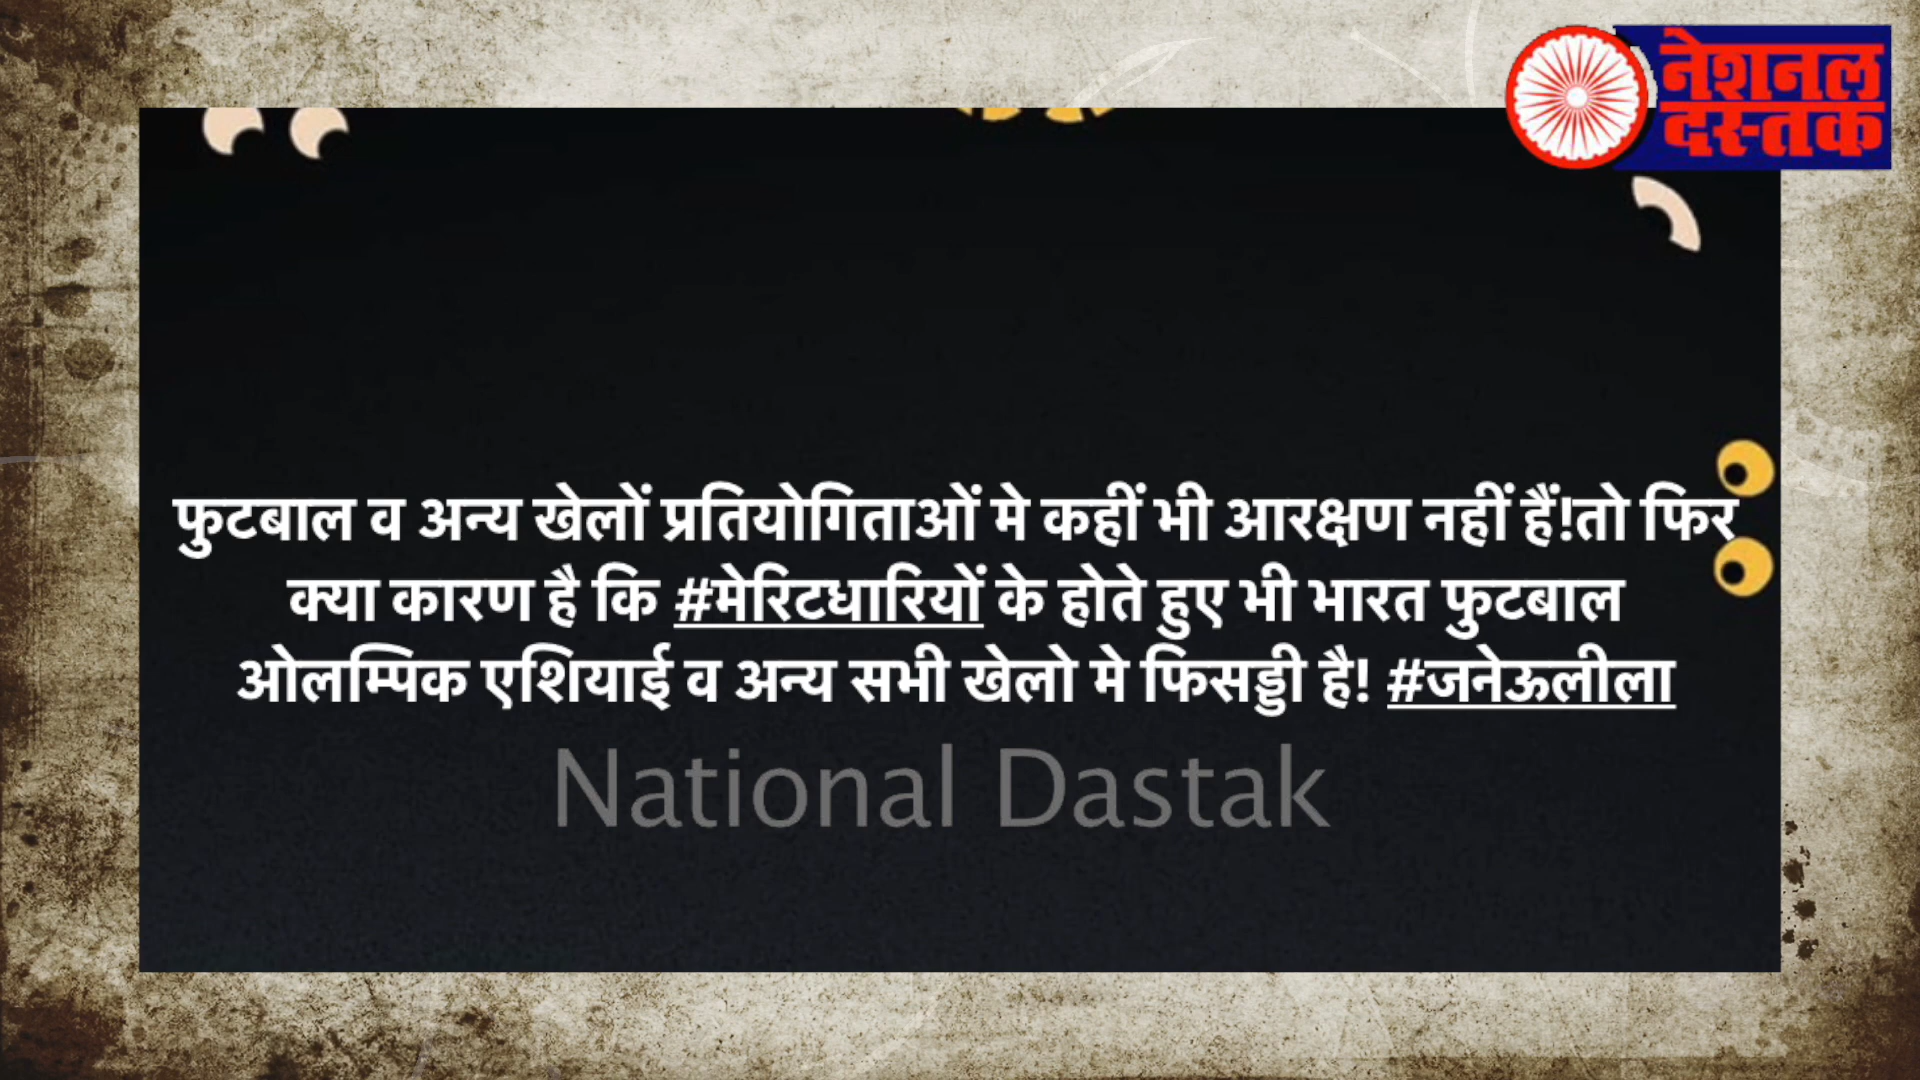 नेशनल
दस्तक
फुटबाल व अन्य खेलों प्रतियोगिताओं मे कहीं भी आरक्षण नहीं हैं!तो फिर
क्या कारण है कि #मेरिटधारियों के होते हुए भी भारत फुटबाल
ओलम्पिक एशियाई व अन्य सभी खेलो मे फिसड्डी है! #जनेऊलीला
National Dastak